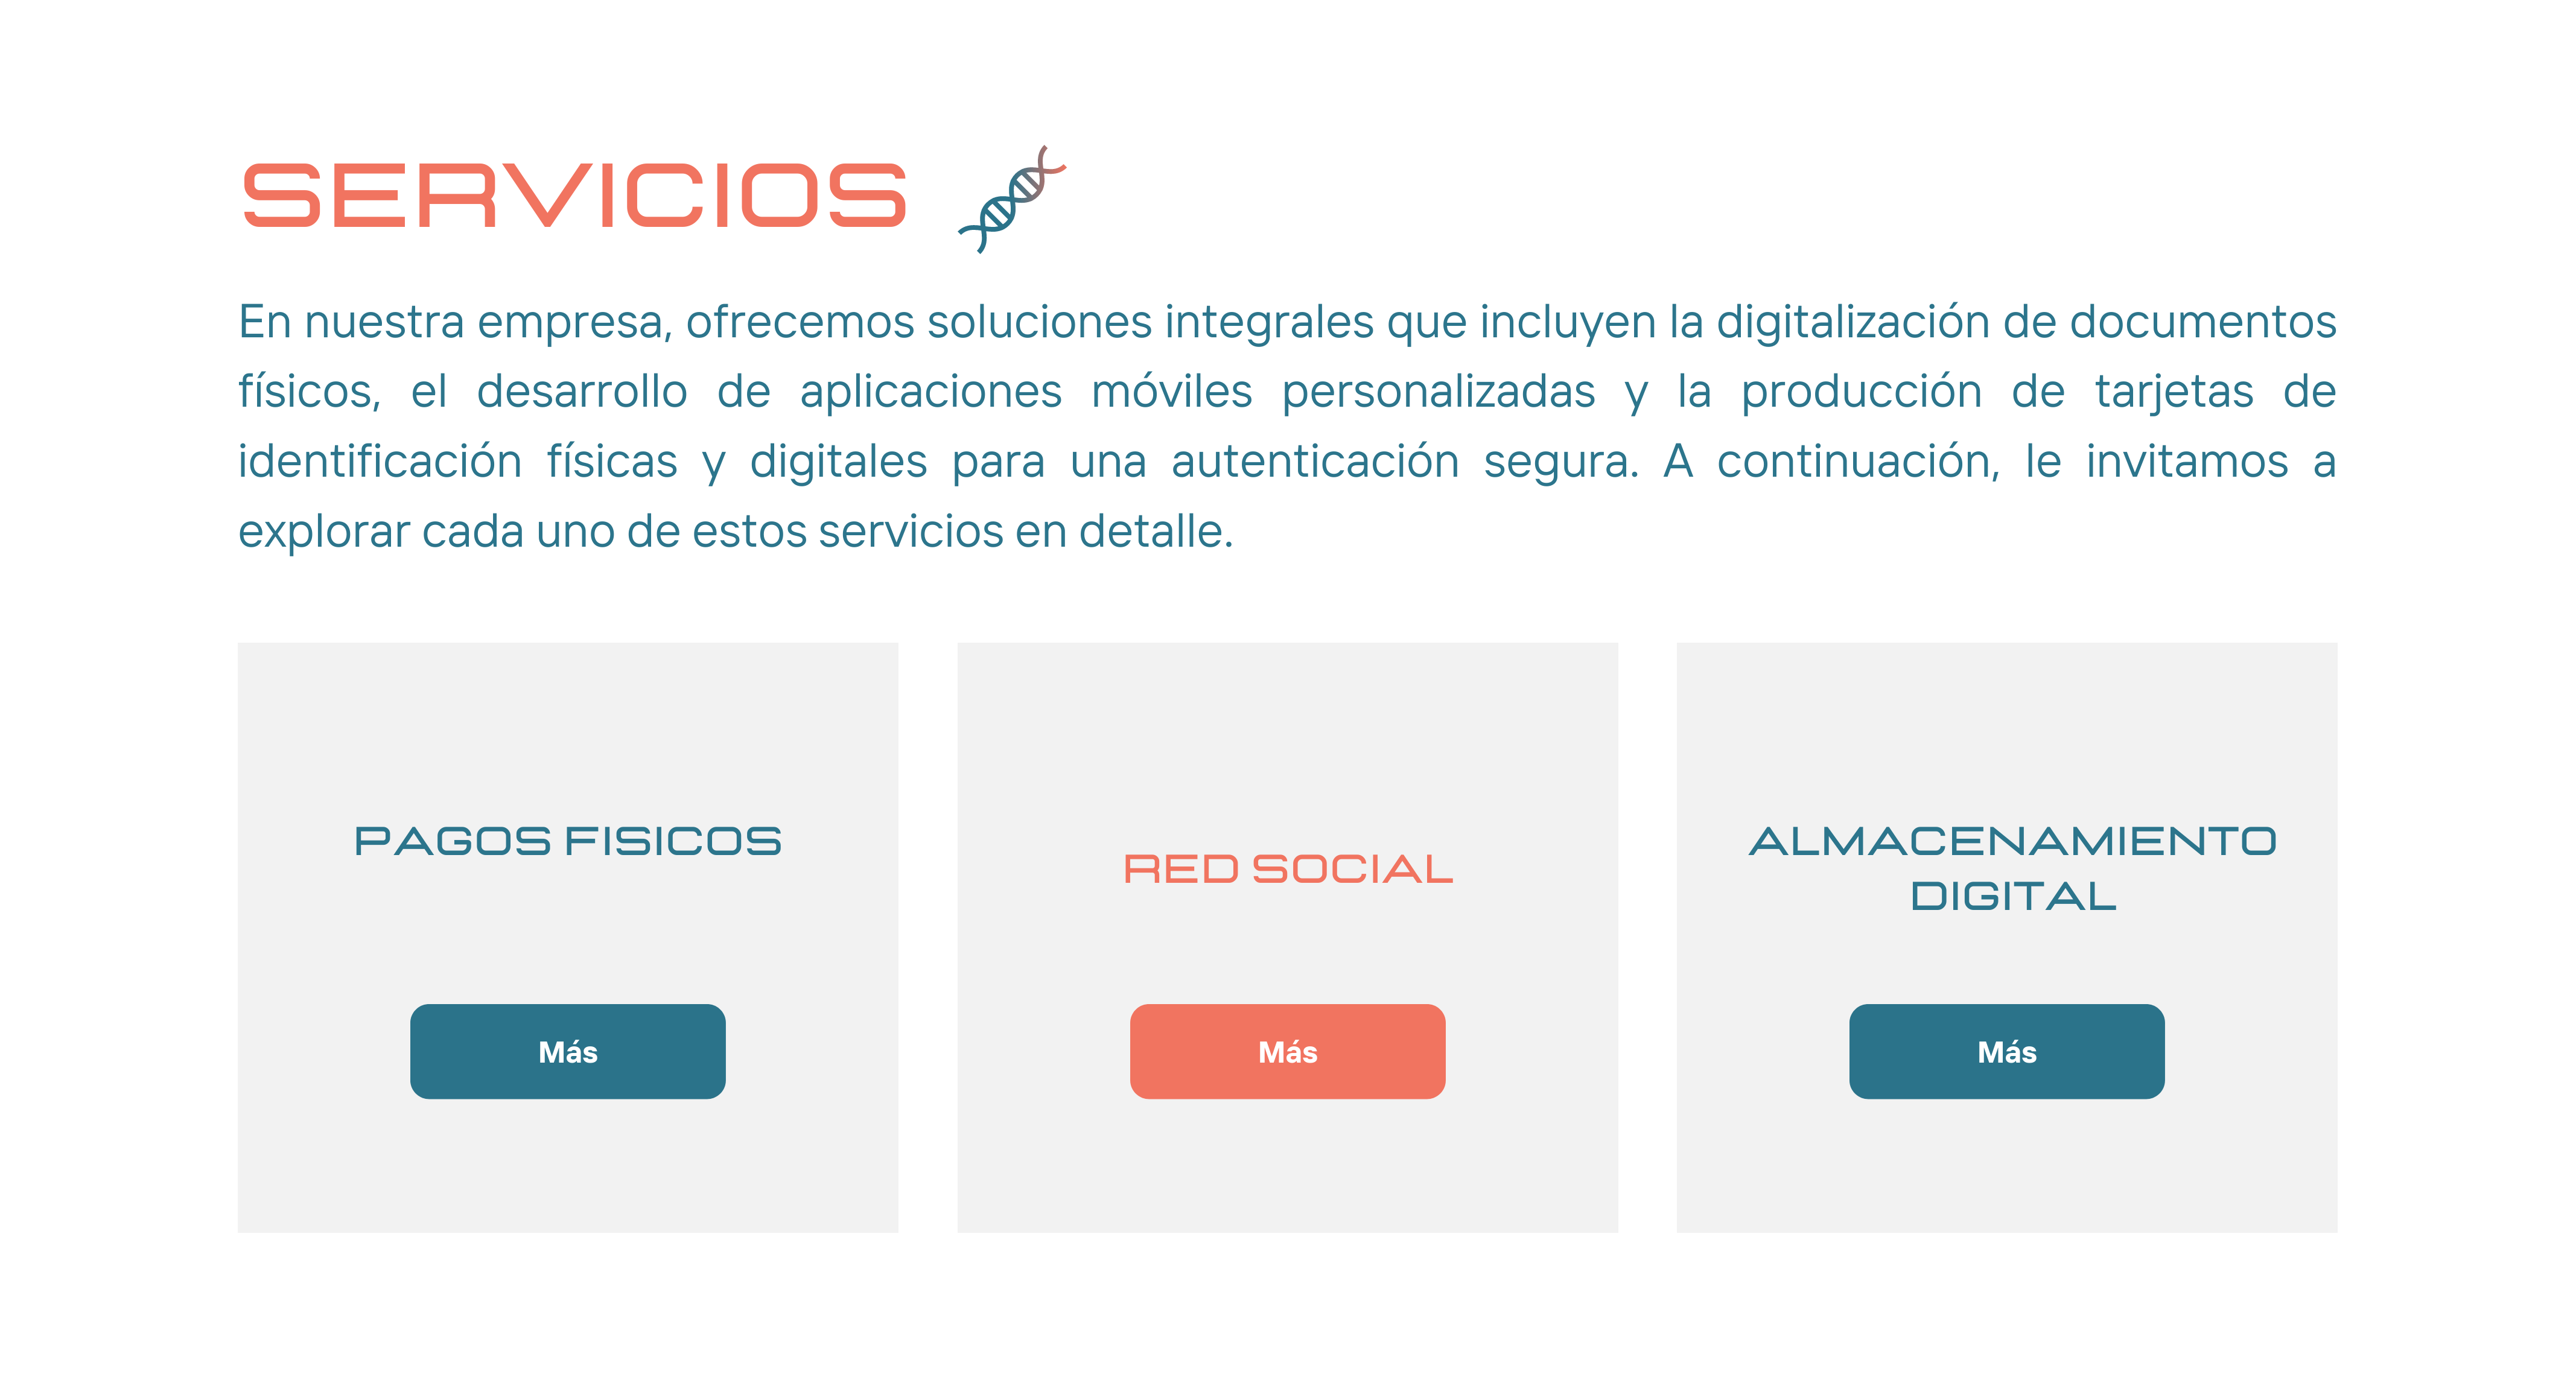 SERVICIOS
En nuestra empresa, ofrecemos soluciones integrales que incluyen la digitalización de documentos
físicos, el desarrollo de aplicaciones móviles personalizadas y la producción de tarjetas de
identificación físicas y digitales para una autenticación segura. A continuación, le invitamos a
explorar cada uno de estos servicios en detalle.
PAGOS FISICOS
Más
RED SOCIAL
Más
ALMACENAMIENTO
DIGITAL
Más